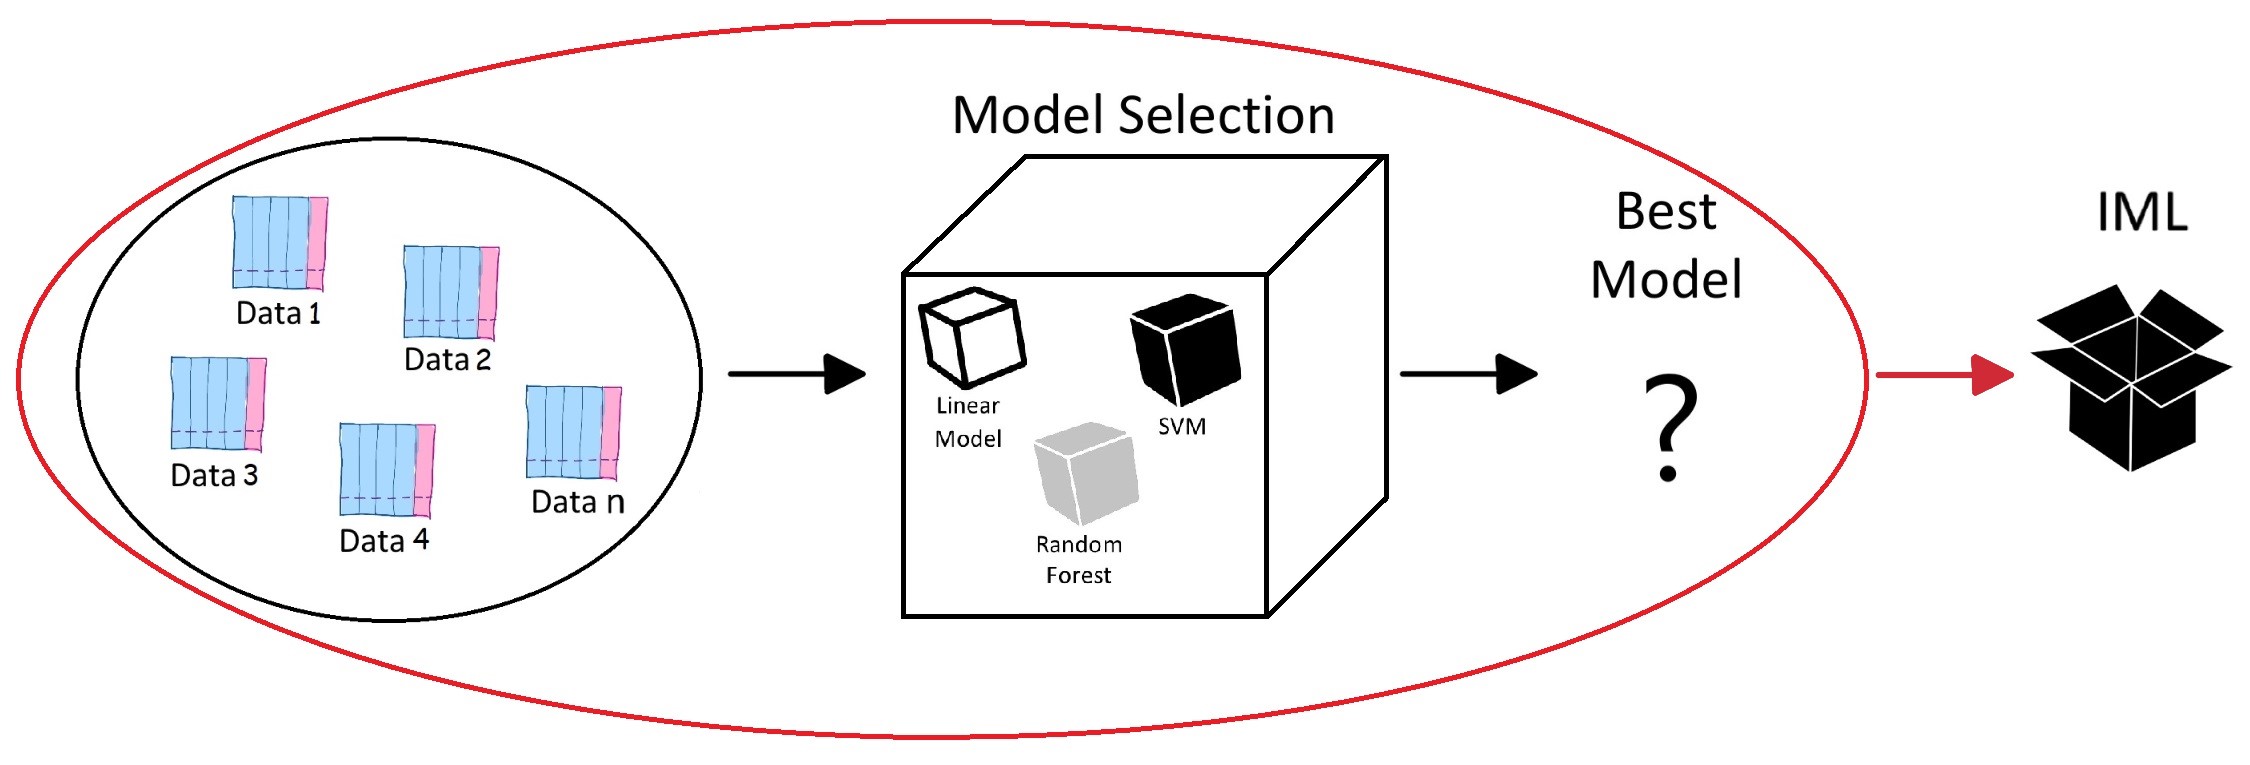 Model Selection
Data 1
Data 2
Data 3
Data 4
Data n
Linear
Model
SVM
Random
Forest
Best
Model
?
IML